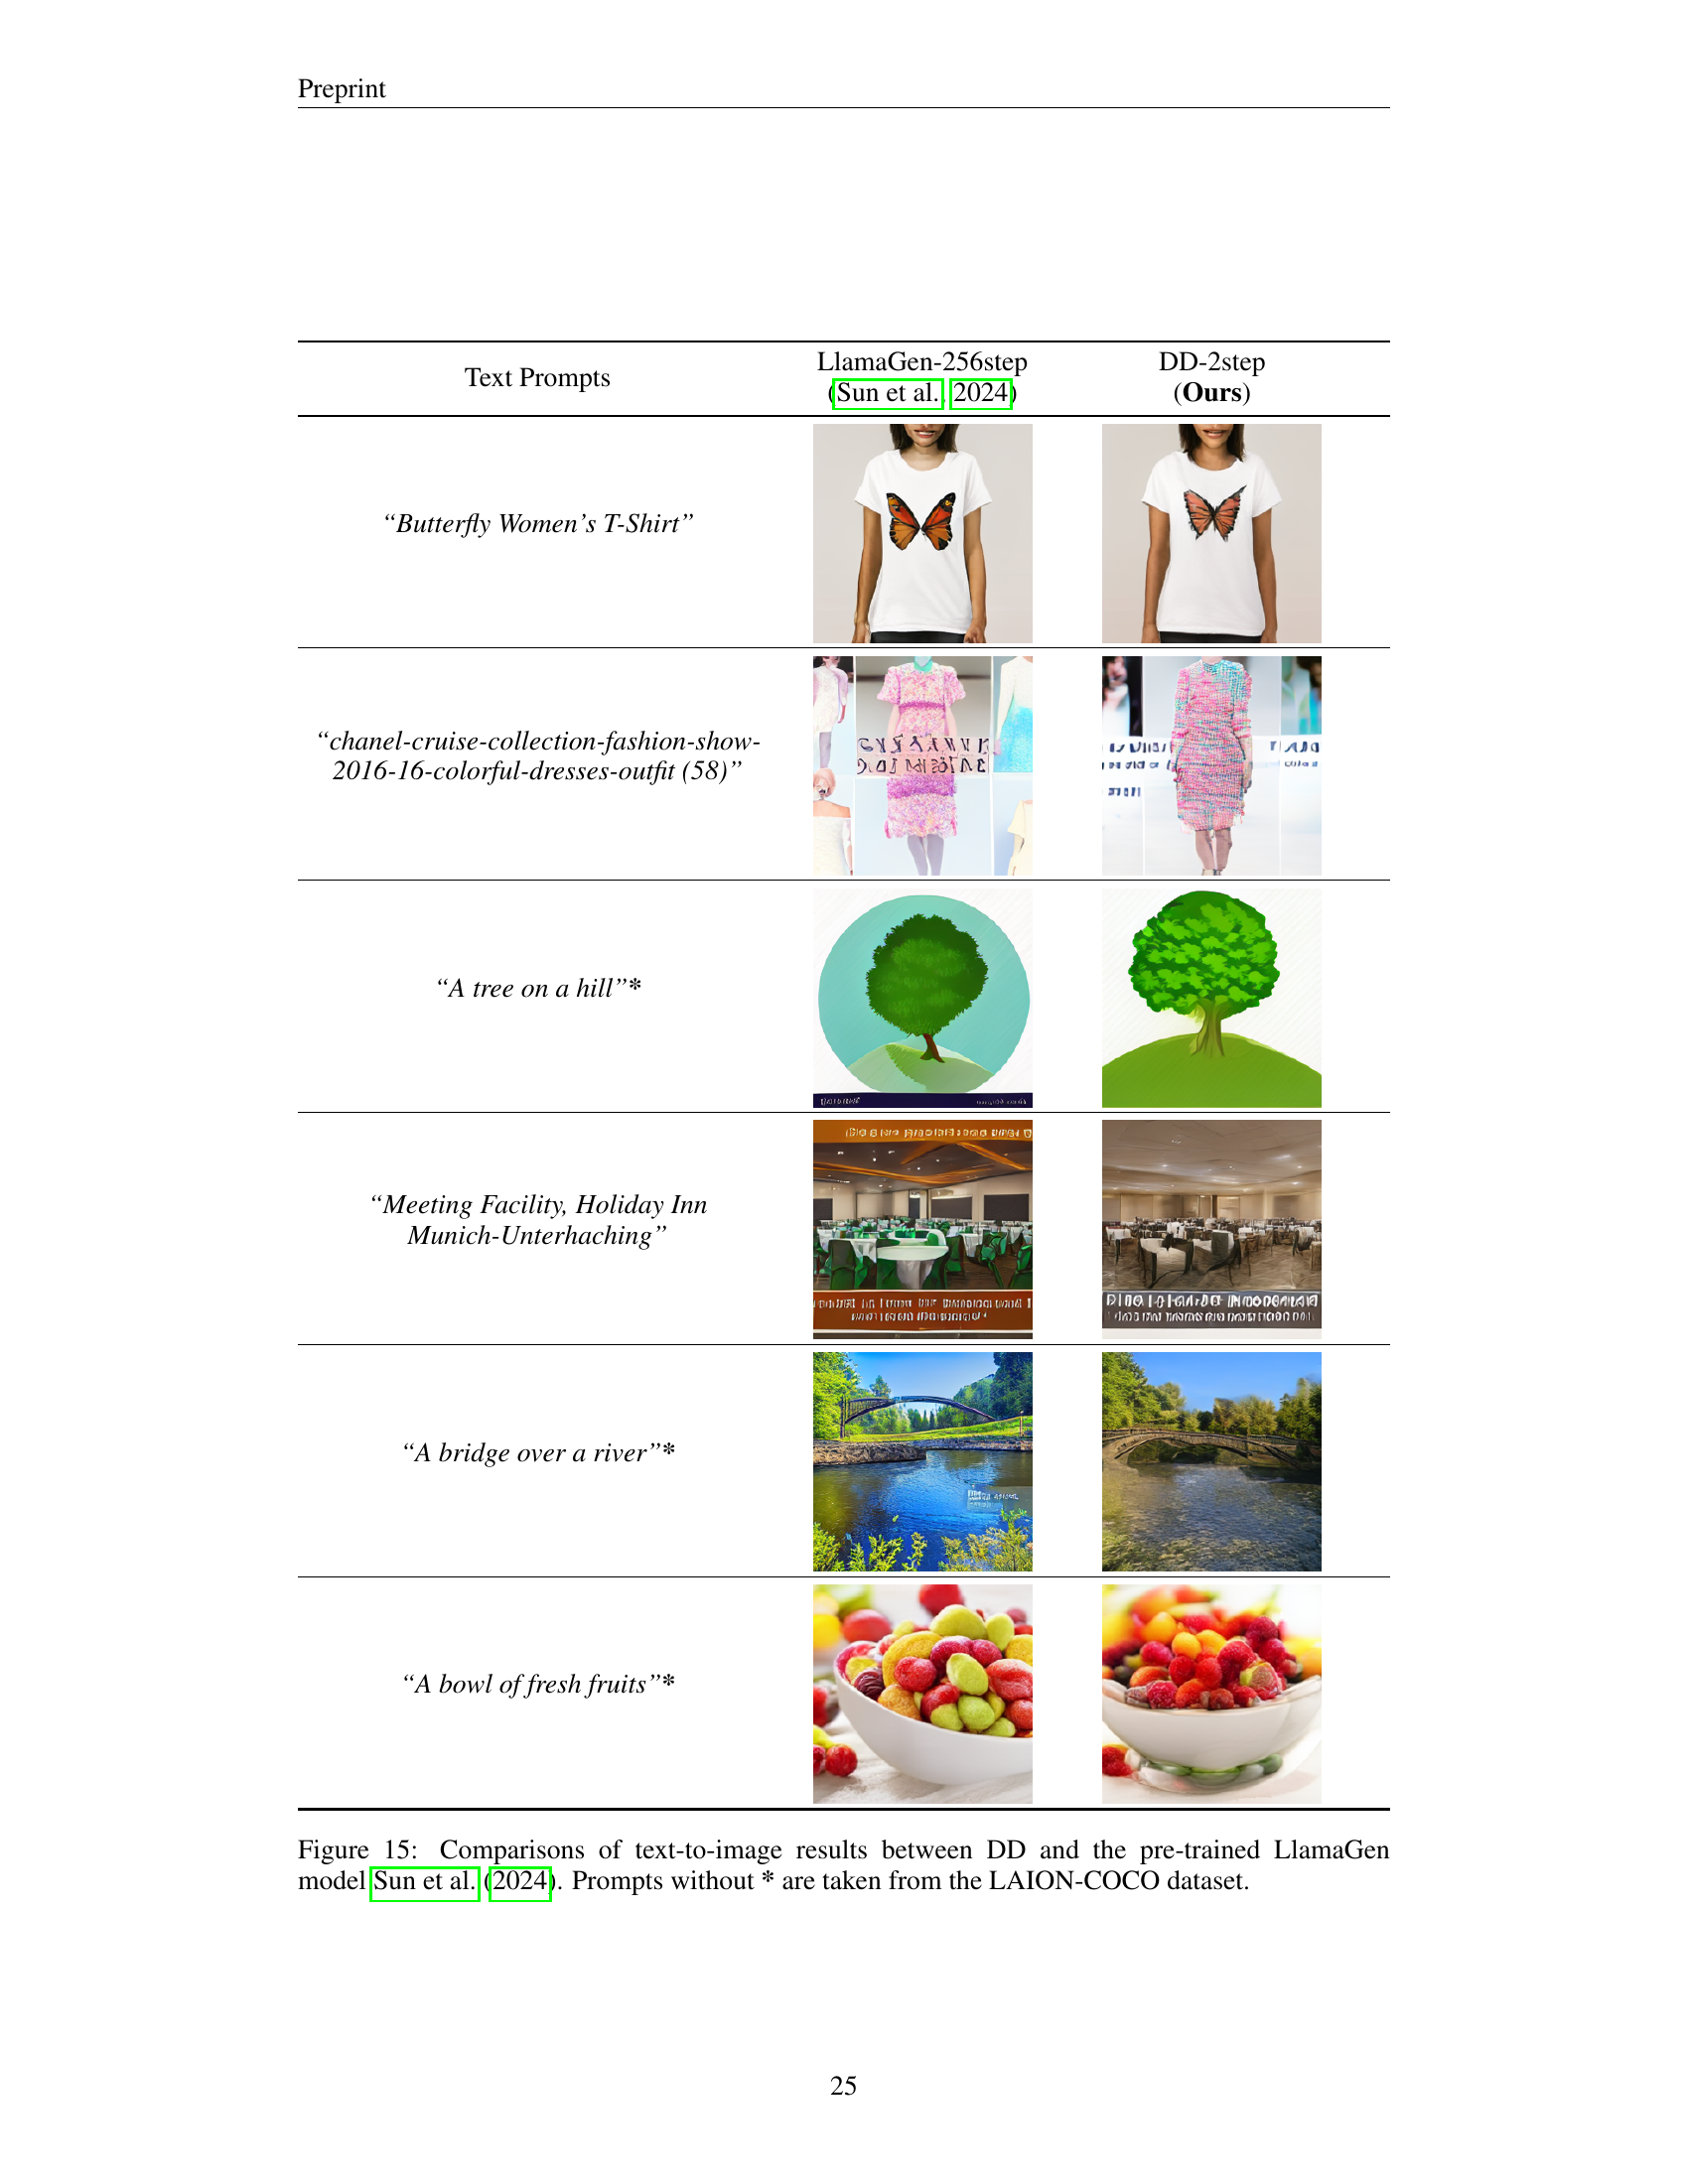 Preprint
Text Prompts
LlamaGen-256step
(Sun et al., 2024)
DD-2step
(Ours)
“Butterfly Women’s T-Shirt”
“chanel-cruise-collection-fashion-show-
2016-16-colorful-dresses-outfit (58)”
“A tree on a hill”*
“Meeting Facility, Holiday Inn
Munich-Unterhaching”
“A bridge over a river”*
“A bowl of fresh fruits”*
Figure 15: Comparisons of text-to-image results between DD and the pre-trained LlamaGen
model Sun et al. (2024). Prompts without * are taken from the LAION-COCO dataset.
25